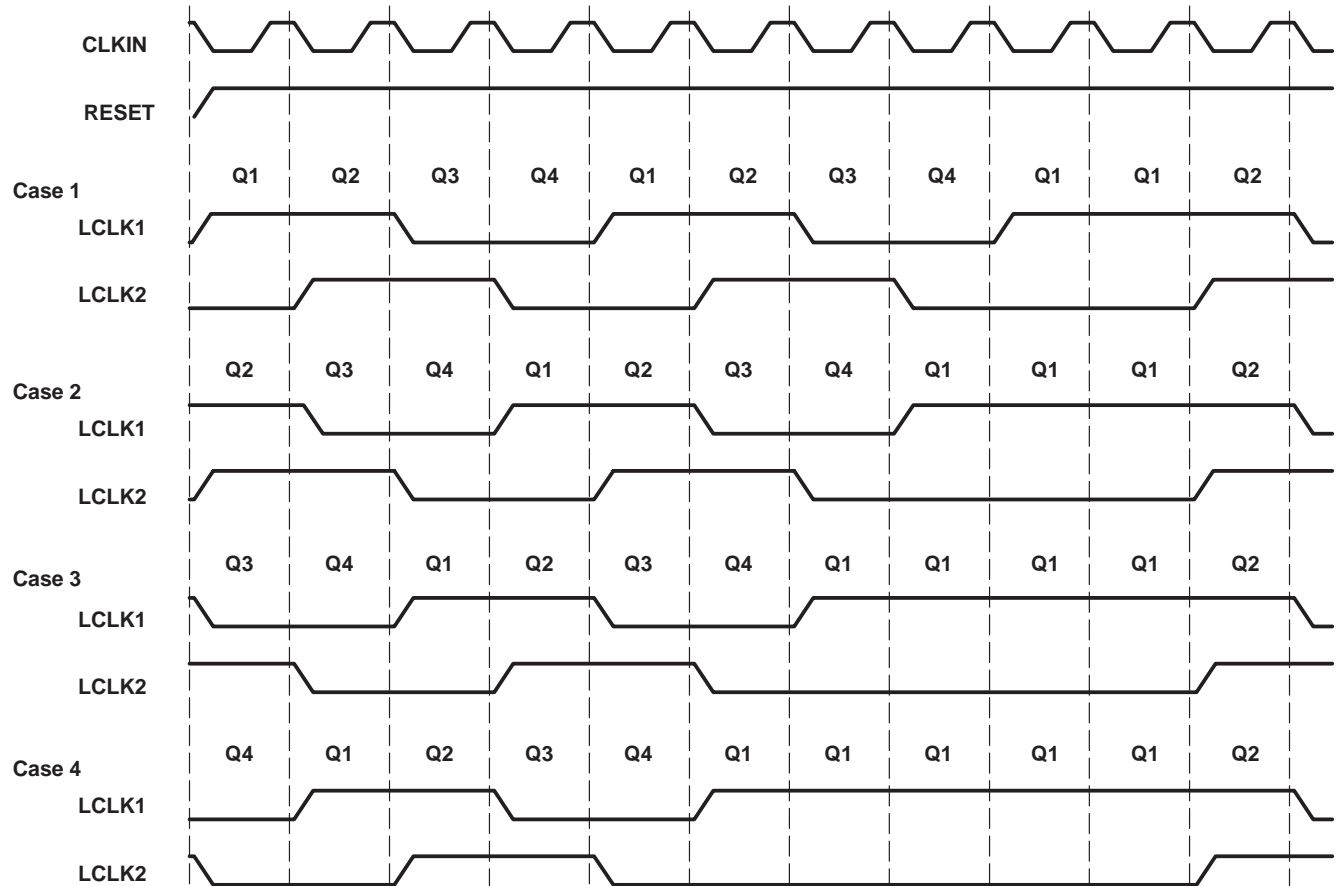 CLKIN
RESET
Q1 Q2 Q3 Q4 Q1 Q2 Q3 Q4 Q1 Q1 Q2
Case 1
LCLK1
LCLK2
Q2 Q3 Q4 Q1 Q2 Q3 Q4 Q1 Q1 Q1 Q2
Case 2
LCLK1
LCLK2
Q3 Q4 Q1 Q2 Q3 Q4 Q1 Q1 Q1 Q1 Q2
Case 3
LCLK1
LCLK2
Q4 Q1 Q2 Q3 Q4 Q1 Q1 Q1 Q1 Q1 Q2
Case 4
LCLK1
LCLK2